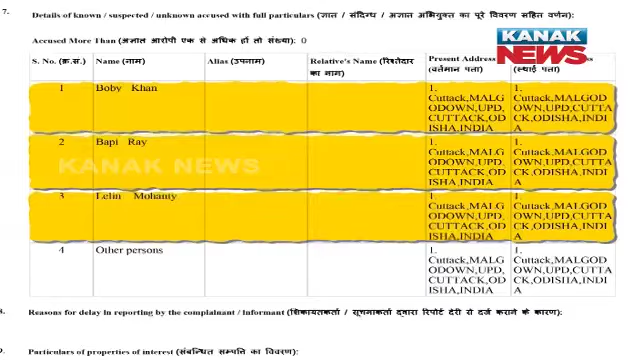 7.
Details of known / suspected / unknown accused with full particulars (ज्ञात / संदिग्ध / अज्ञात अभियुक्त का पूरे विवरण सहित वर्णन):
KANAK
NEWS
Accused More Than (अज्ञात आरोपी एक से अधिक हों तो संख्या): 0
S. No. (क्र.सं.) Name (नाम) Alias (उपनाम) Relative's Name (रिश्तेदार का नाम) Present Address (वर्तमान पता) (स्थाई पता)
1 Boby Khan
1. Cuttack,MALG
ODOWN,UPD,
CUTTACK,OD
ISHA,INDIA
1. Cuttack,MALGOD
OWN,UPD,CUTTA
CK,ODISHA,INDI
A
2 Bapi Ray
1. Cuttack,MALG
ODOWN,UPD,
CUTTACK,OD
ISHA,INDIA
1. Cuttack,MALGOD
OWN,UPD,CUTTA
CK,ODISHA,INDI
A
KANAK NEWS
3 Lelin Mohanty
1. Cuttack,MALG
ODOWN,UPD,
CUTTACK,OD
ISHA,INDIA
1. Cuttack,MALGOD
OWN,UPD,CUTTA
CK,ODISHA,INDI
A
4 Other persons
1. Cuttack,MALG
ODOWN,UPD,
CUTTACK,OD
ISHA,INDIA
1. Cuttack,MALGOD
OWN,UPD,CUTTA
CK,ODISHA,INDI
A
Reasons for delay in reporting by the complainant / informant (शिकायतकर्ता / सूचनाकर्ता द्वारा रिपोर्ट देरी से दर्ज कराने के कारण):
Particulars of properties of interest (संबन्धित सम्पत्ति का विवरण):